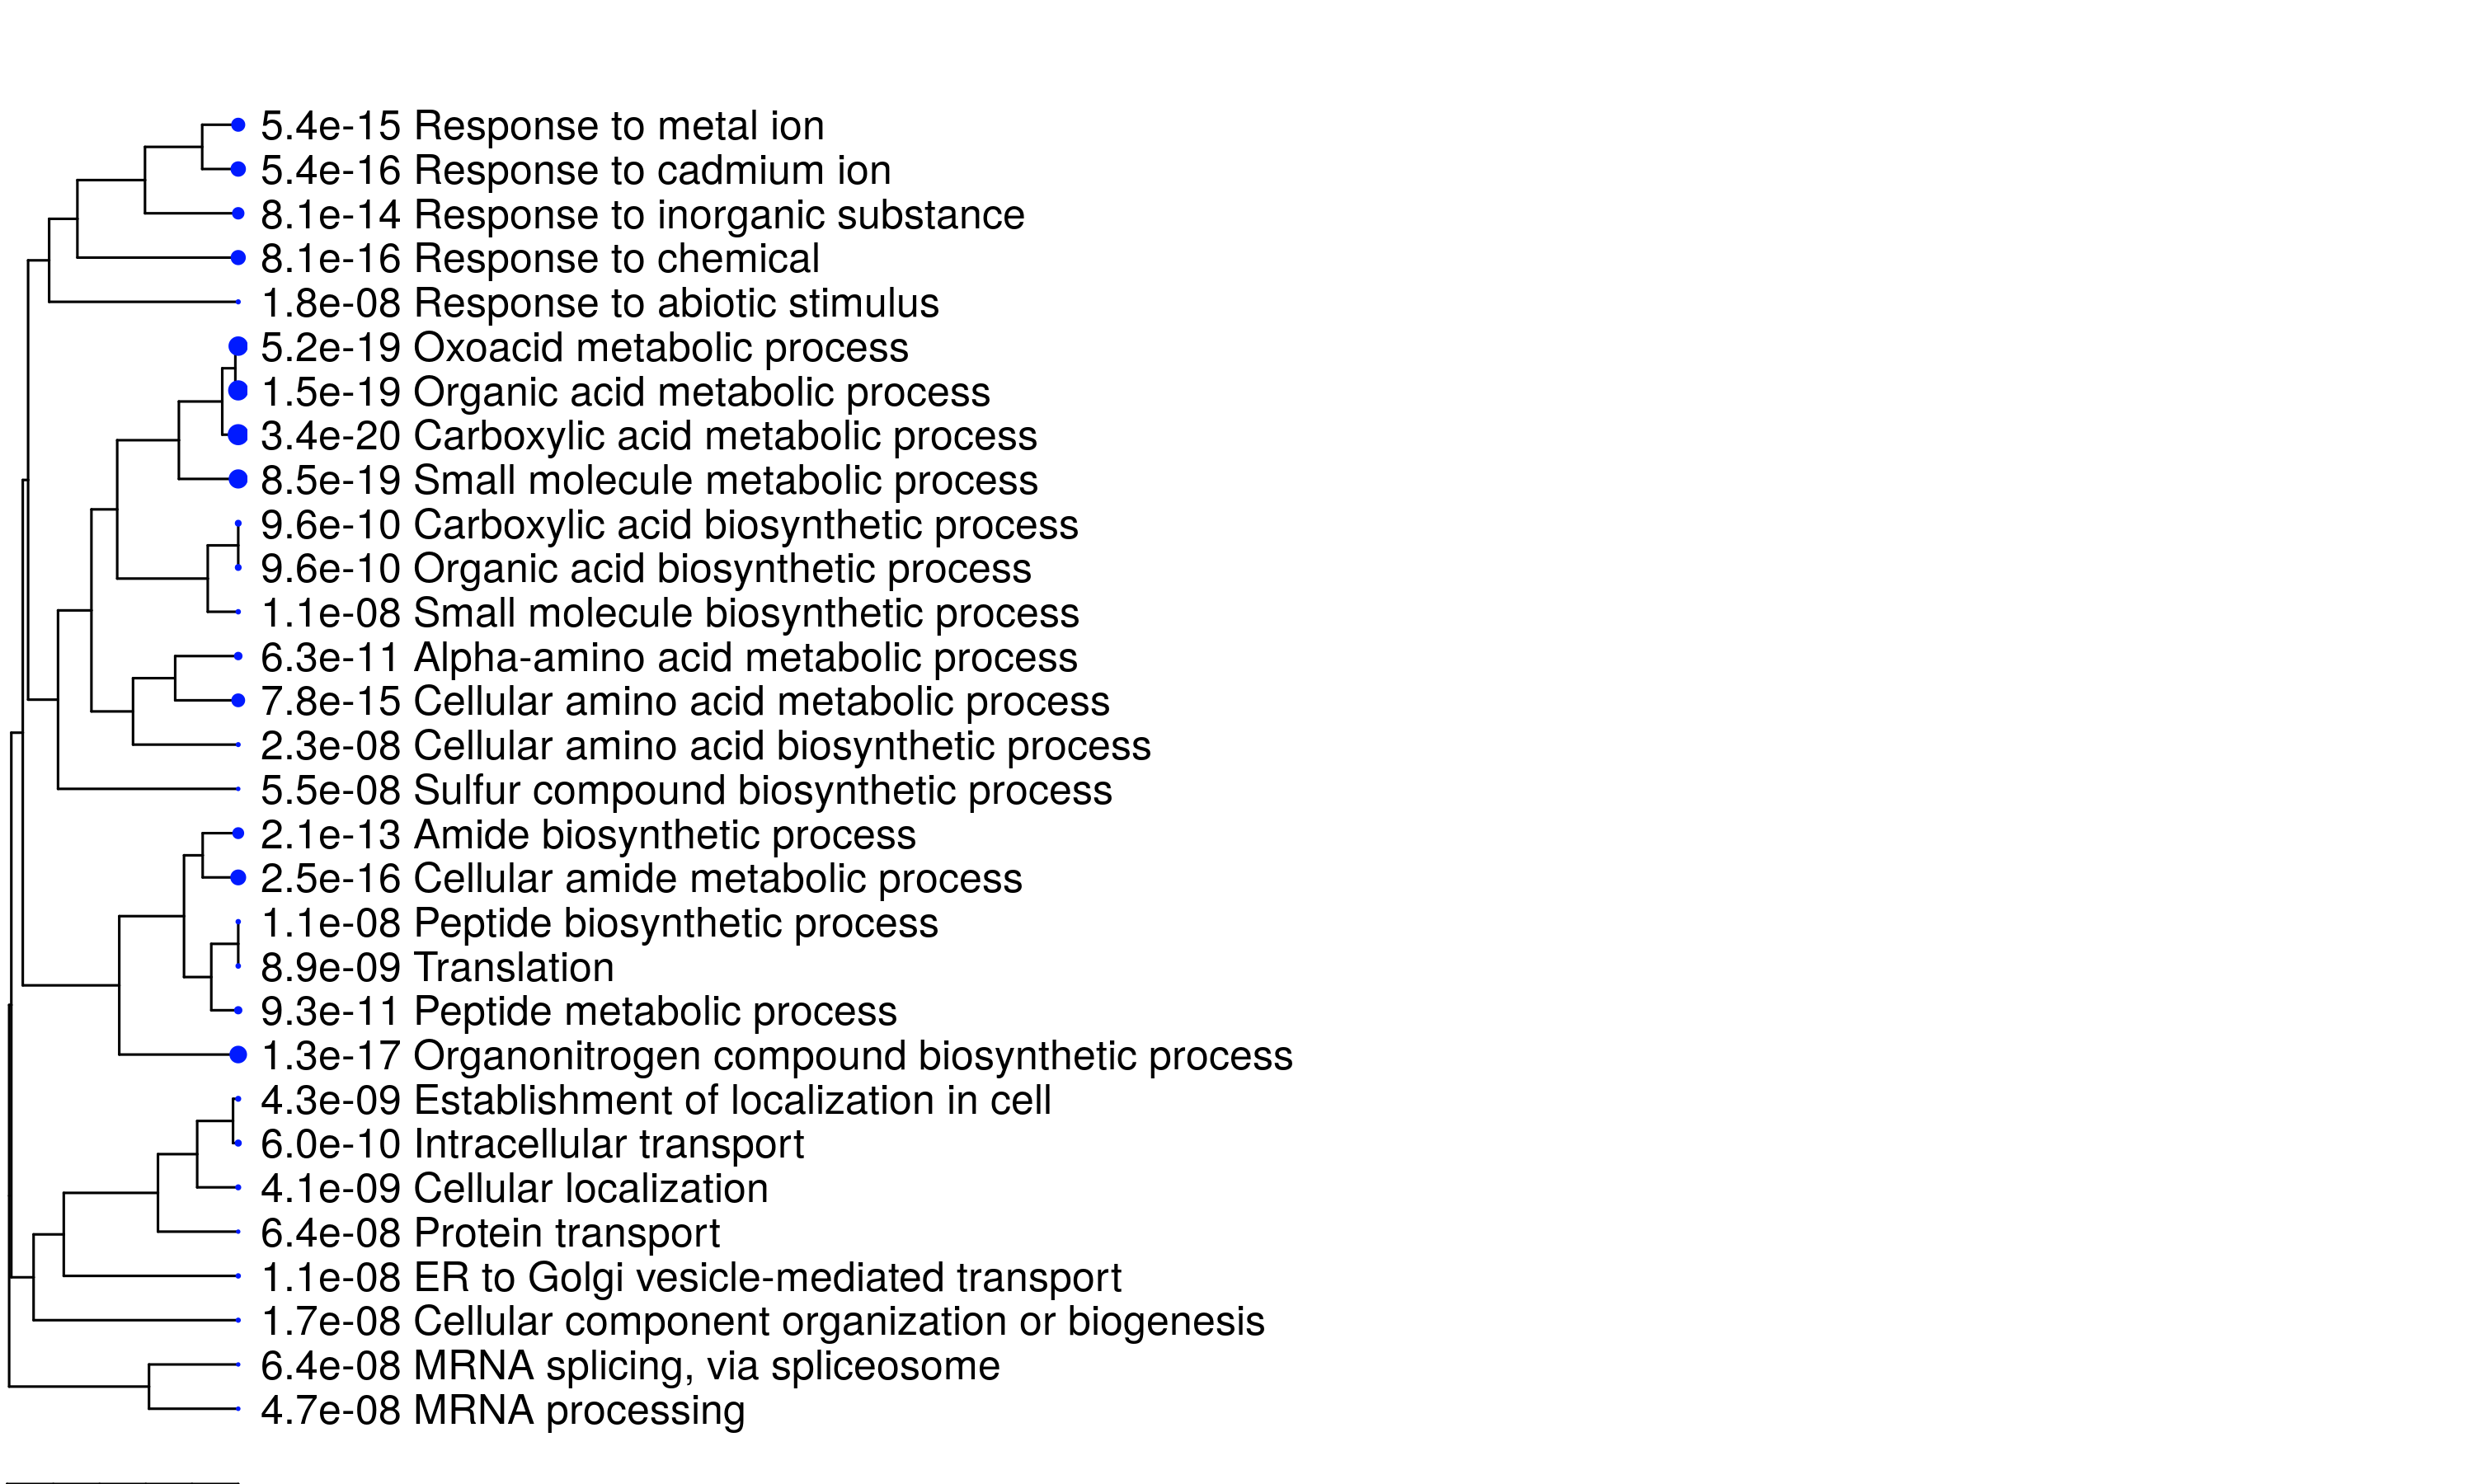 5.4e-15 Response to metal ion
5.4e-16 Response to cadmium ion
8.1e-14 Response to inorganic substance
8.1e-16 Response to chemical
1.8e-08 Response to abiotic stimulus
5.2e-19 Oxoacid metabolic process
1.5e-19 Organic acid metabolic process
3.4e-20 Carboxylic acid metabolic process
8.5e-19 Small molecule metabolic process
9.6e-10 Carboxylic acid biosynthetic process
9.6e-10 Organic acid biosynthetic process
1.1e-08 Small molecule biosynthetic process
6.3e-11 Alpha-amino acid metabolic process
7.8e-15 Cellular amino acid metabolic process
2.3e-08 Cellular amino acid biosynthetic process
5.5e-08 Sulfur compound biosynthetic process
2.1e-13 Amide biosynthetic process
2.5e-16 Cellular amide metabolic process
1.1e-08 Peptide biosynthetic process
8.9e-09 Translation
9.3e-11 Peptide metabolic process
1.3e-17 Organonitrogen compound biosynthetic process
4.3e-09 Establishment of localization in cell
6.0e-10 Intracellular transport
4.1e-09 Cellular localization
6.4e-08 Protein transport
1.1e-08 ER to Golgi vesicle-mediated transport
1.7e-08 Cellular component organization or biogenesis
6.4e-08 MRNA splicing, via spliceosome
4.7e-08 MRNA processing